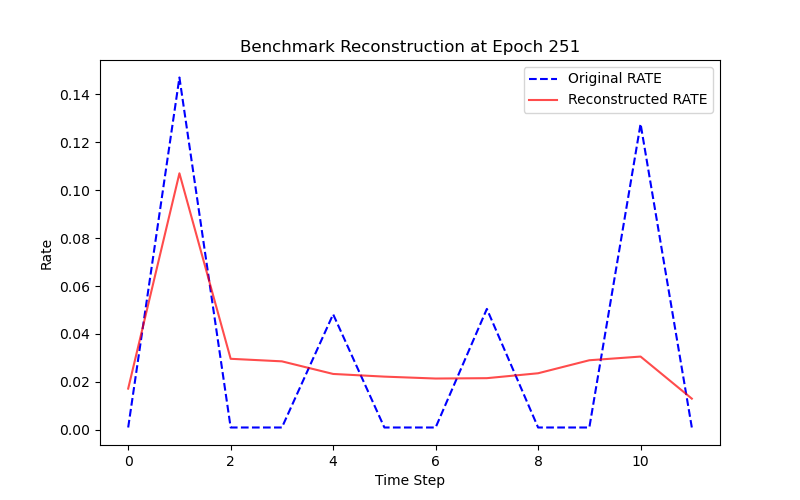 Benchmark Reconstruction at Epoch 251
Original RATE
Reconstructed RATE
0.14
0.12
0.10
0.08
0.06
0.04
0.02
0.00
Rate
0 2 4 6 8 10
Time Step